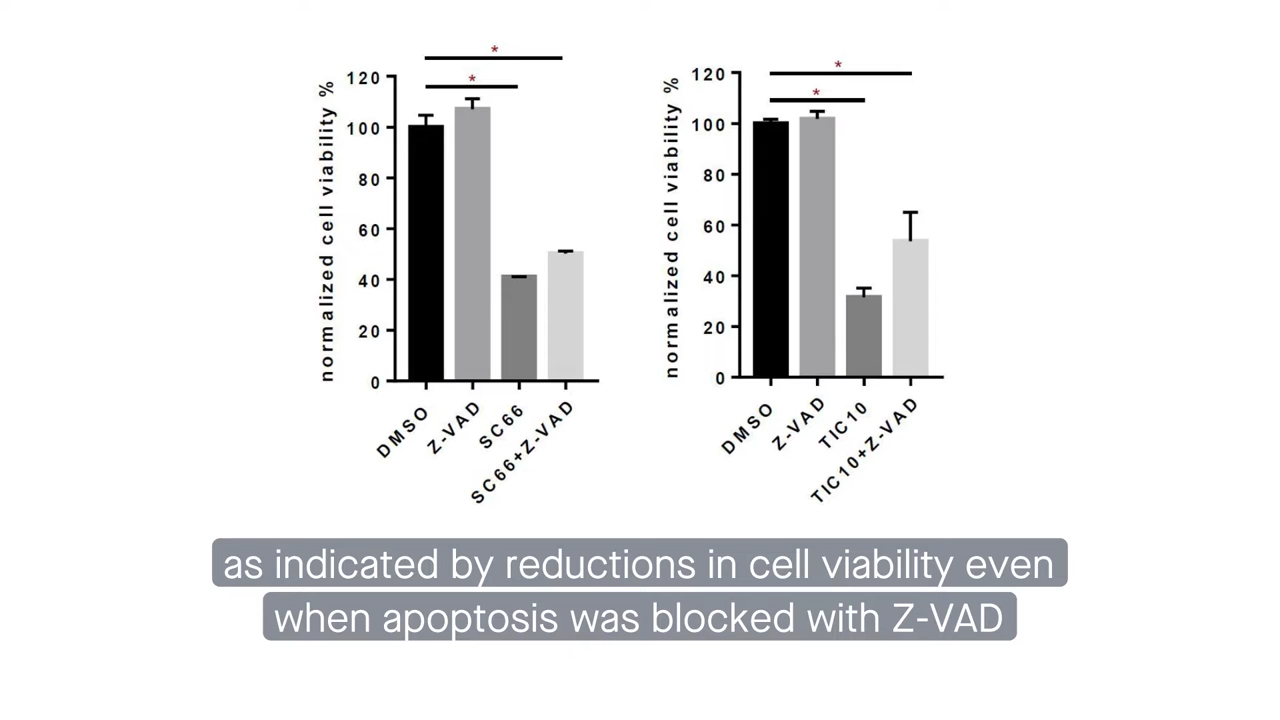 *
*
normalized cell viability %
120
100
80
60
40
20
0
DMSO
Z-VAD
SC66
SC66+Z-VAD
*
*
normalized cell viability %
120
100
80
60
40
20
0
DMSO
Z-VAD
TIC10
TIC10+Z-VAD
as indicated by reductions in cell viability even
when apoptosis was blocked with Z-VAD